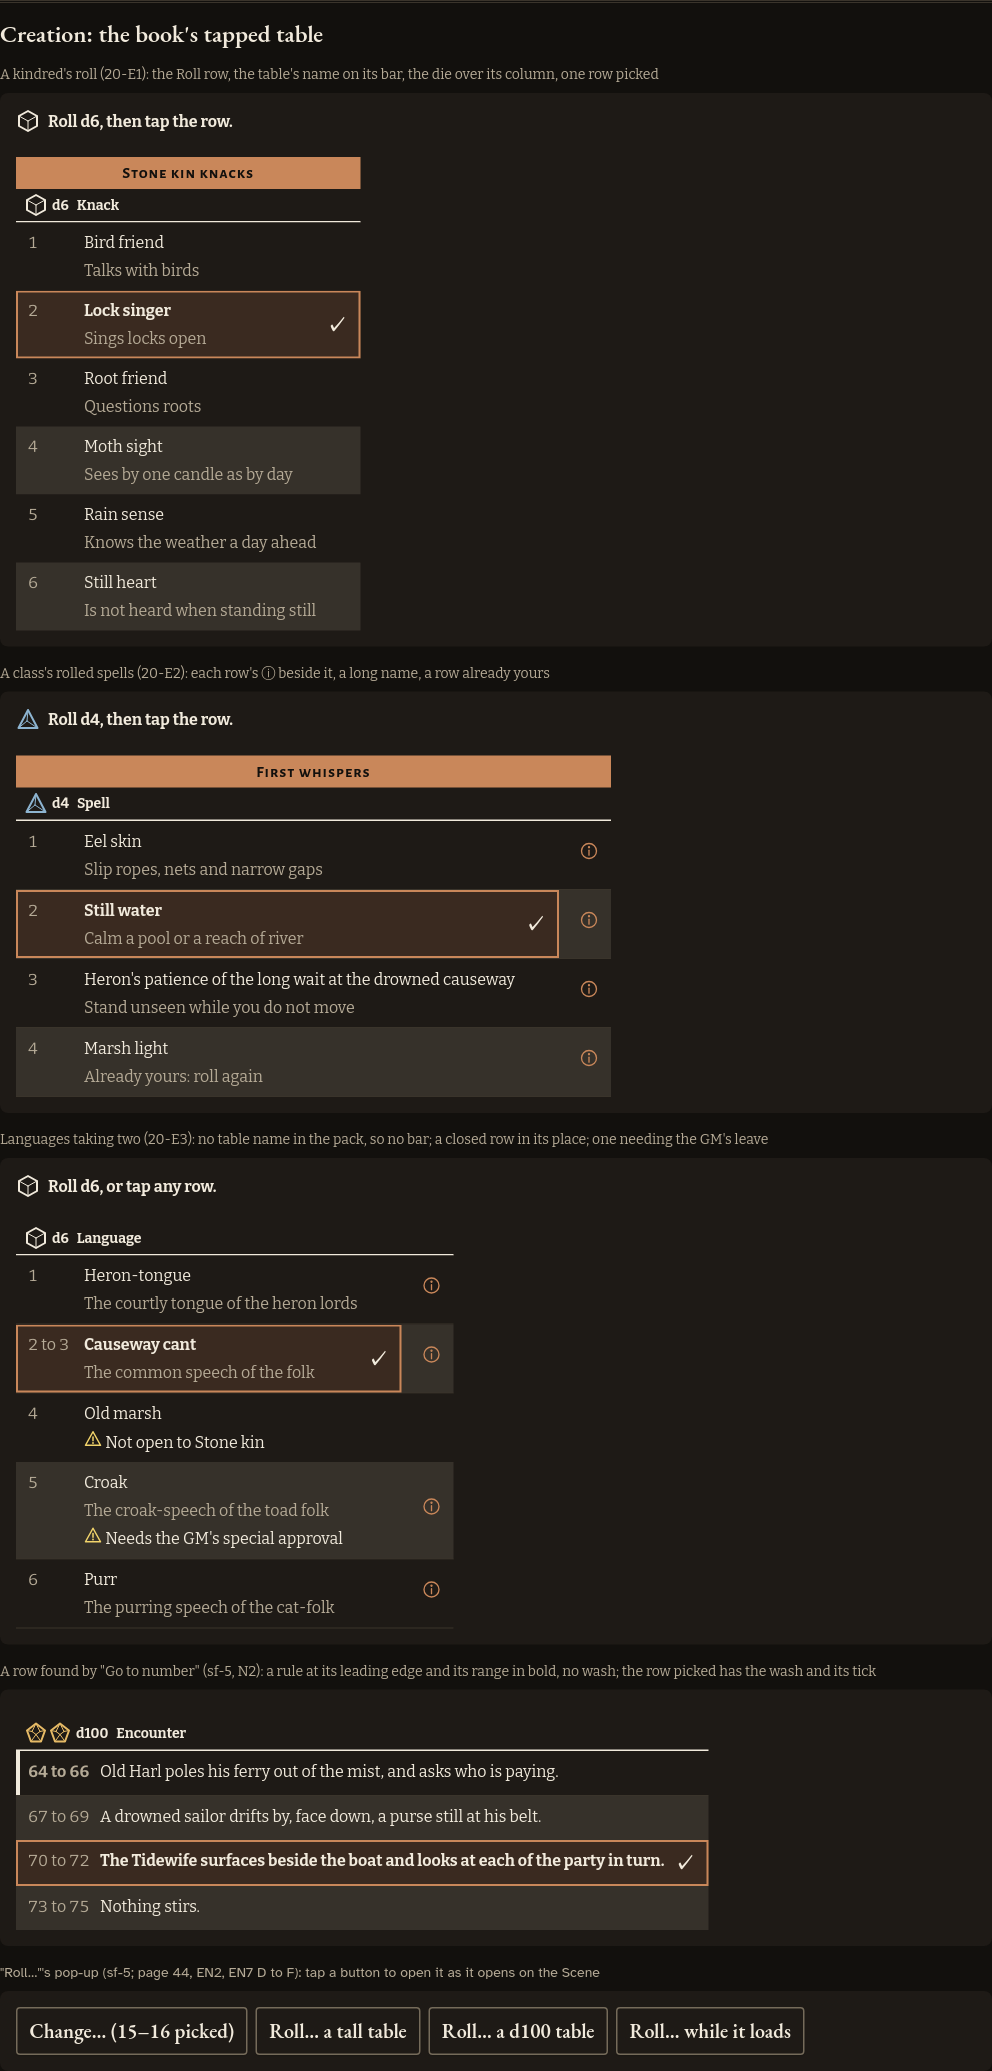 Creation: the book's tapped table
A kindred's roll (20-E1): the Roll row, the table's name on its bar, the die over its column, one row picked
Roll d6, then tap the row.
Stone kin knacks
d6 Knack
1 Bird friend
Talks with birds
2 Lock singer ✓
Sings locks open
3 Root friend
Questions roots
4 Moth sight
Sees by one candle as by day
5 Rain sense
Knows the weather a day ahead
6 Still heart
Is not heard when standing still
A class's rolled spells (20-E2): each row's ⓘ beside it, a long name, a row already yours
Roll d4, then tap the row.
First whispers
d4 Spell
1 Eel skin
Slip ropes, nets and narrow gaps
2 Still water ✓
Calm a pool or a reach of river
3 Heron's patience of the long wait at the drowned causeway
Stand unseen while you do not move
4 Marsh light
Already yours: roll again
Languages taking two (20-E3): no table name in the pack, so no bar; a closed row in its place; one needing the GM's leave
Roll d6, or tap any row.
d6 Language
1 Heron-tongue
The courtly tongue of the heron lords
2 to 3 Causeway cant ✓
The common speech of the folk
4 Old marsh
Not open to Stone kin
5 Croak
The croak-speech of the toad folk
Needs the GM's special approval
6 Purr
The purring speech of the cat-folk
A row found by "Go to number" (sf-5, N2): a rule at its leading edge and its range in bold, no wash; the row picked has the wash and its tick
d100 Encounter
64 to 66 Old Harl poles his ferry out of the mist, and asks who is paying.
67 to 69 A drowned sailor drifts by, face down, a purse still at his belt.
70 to 72 The Tidewife surfaces beside the boat and looks at each of the party in turn. ✓
73 to 75 Nothing stirs.
"Roll…"'s pop-up (sf-5; page 44, EN2, EN7 D to F): tap a button to open it as it opens on the Scene
Change… (15–16 picked) Roll… a tall table Roll… a d100 table Roll… while it loads